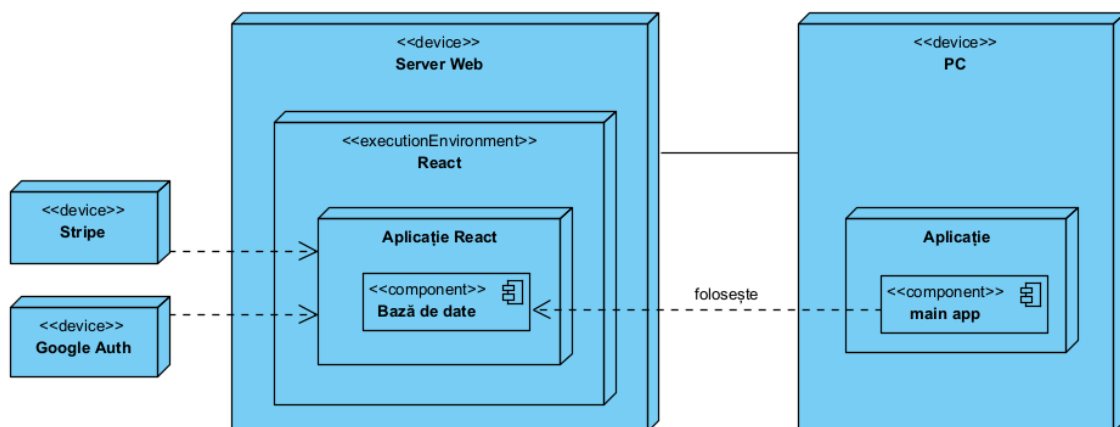 <<device>>
Server Web
<<executionEnvironment>>
React
Aplicație React
<<component>>
Bază de date
<<device>>
Stripe
<<device>>
Google Auth
folosește
<<device>>
PC
Aplicație
<<component>>
main app